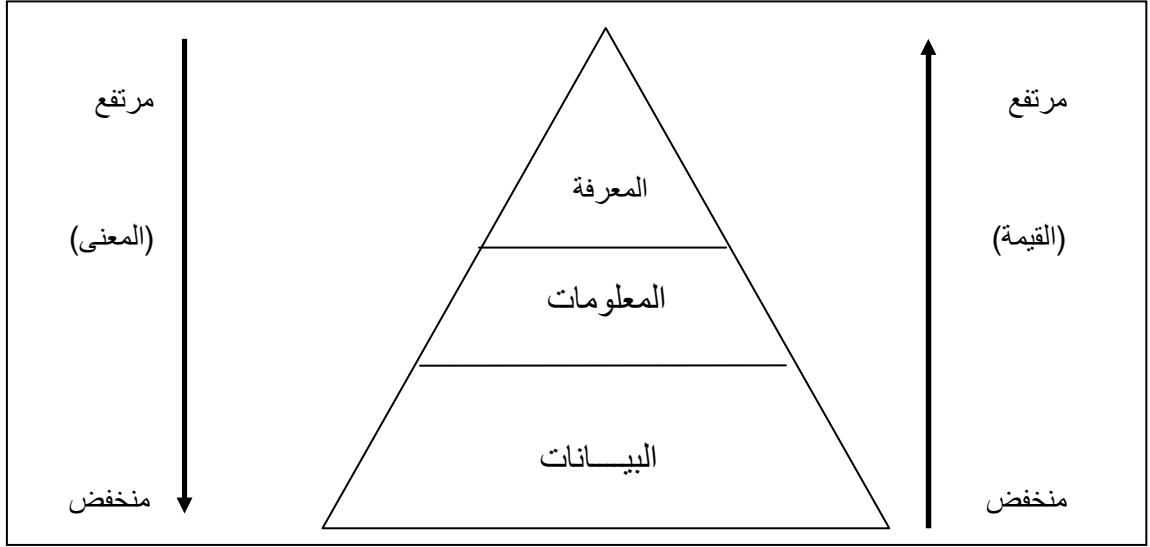 مرتفع
مرتفع
المعرفة
(القيمة)
(المعنى)
المعلومات
البيـــانات
منخفض
منخفض